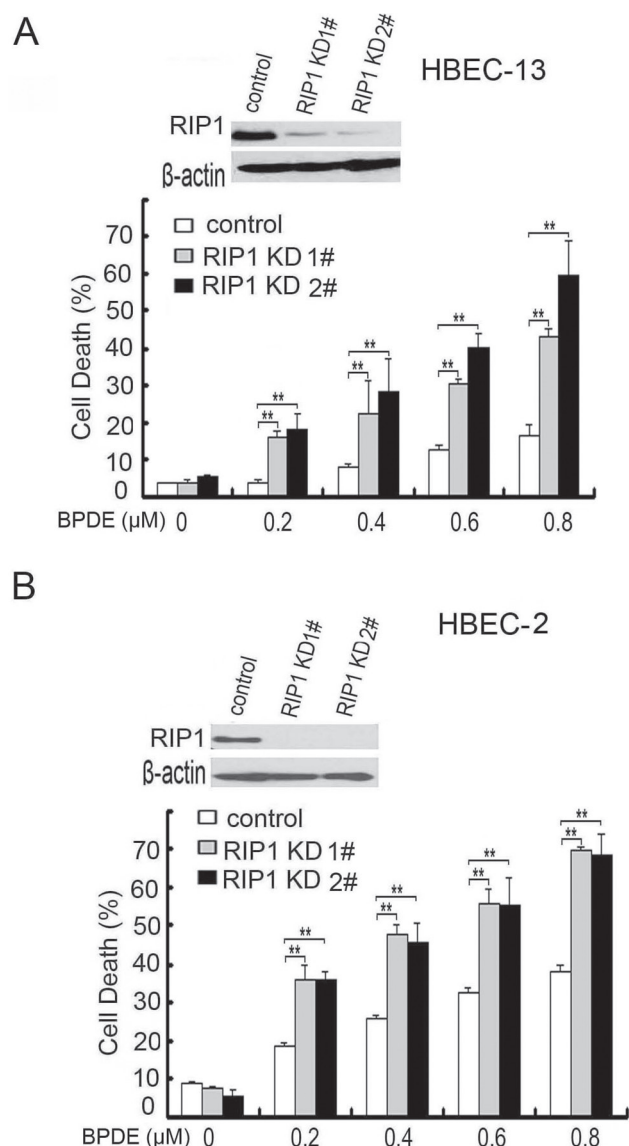 A
HBEC-13
control
RIP1 KD1#
RIP1 KD2#
RIP1
β-actin
control
RIP1 KD 1#
RIP1 KD 2#
Cell Death (%)
70
60
50
40
30
20
10
0
**
**
**
**
**
**
**
**
BPDE (µM) 0 0.2 0.4 0.6 0.8
B
HBEC-2
control
RIP1 KD1#
RIP1 KD2#
RIP1
β-actin
control
RIP1 KD 1#
RIP1 KD 2#
Cell Death (%)
70
60
50
40
30
20
10
0
**
**
**
**
**
**
**
**
BPDE (µM) 0 0.2 0.4 0.6 0.8